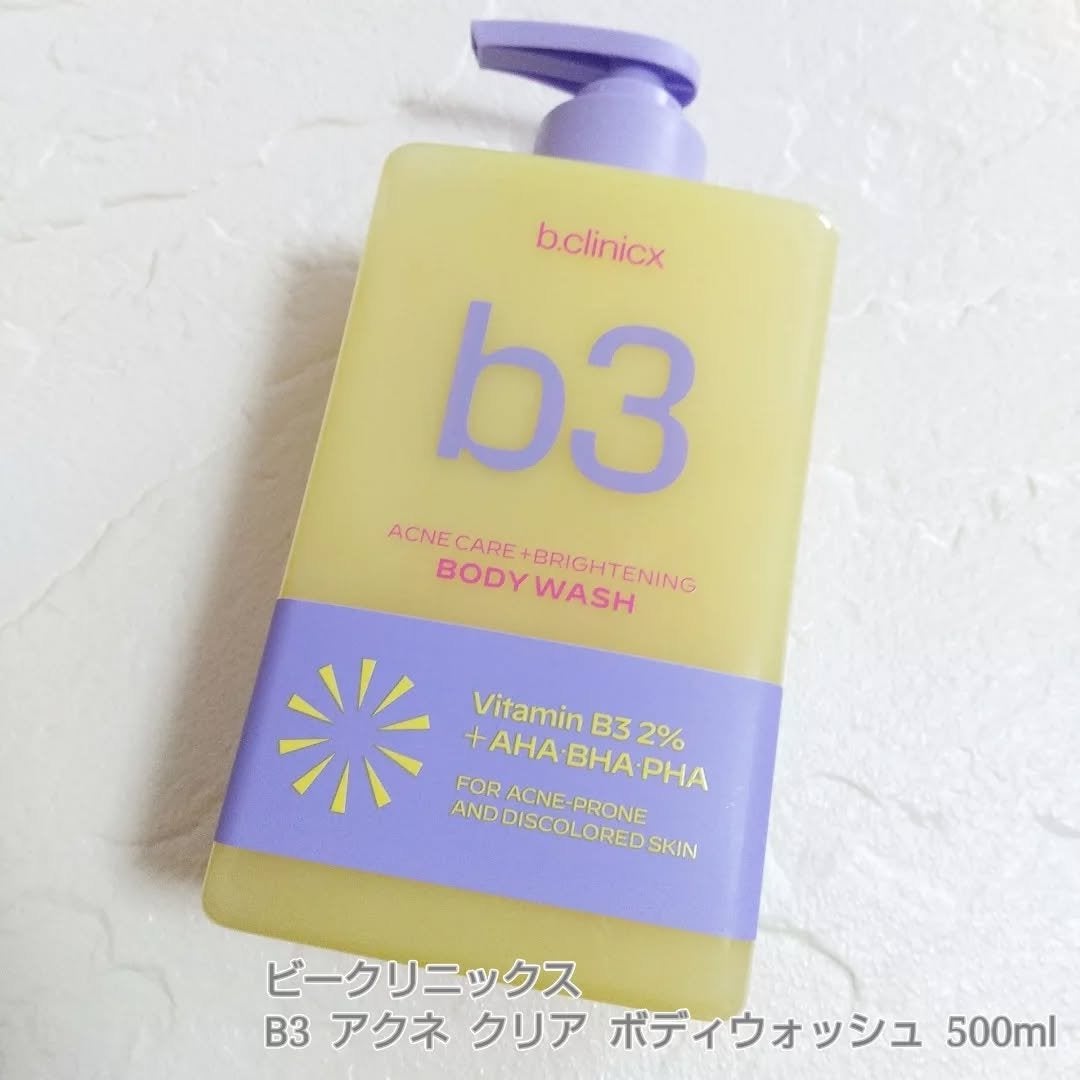 b.clinicx
b3
ACNE CARE+BRIGHTENING
BODY WASH
Vitamin B3 2%
+AHA·BHA·PHA
FOR ACNE-PRONE
AND DISCOLORED SKIN
ビークリニックス
B3 アクネ クリア ボディウォッシュ 500ml